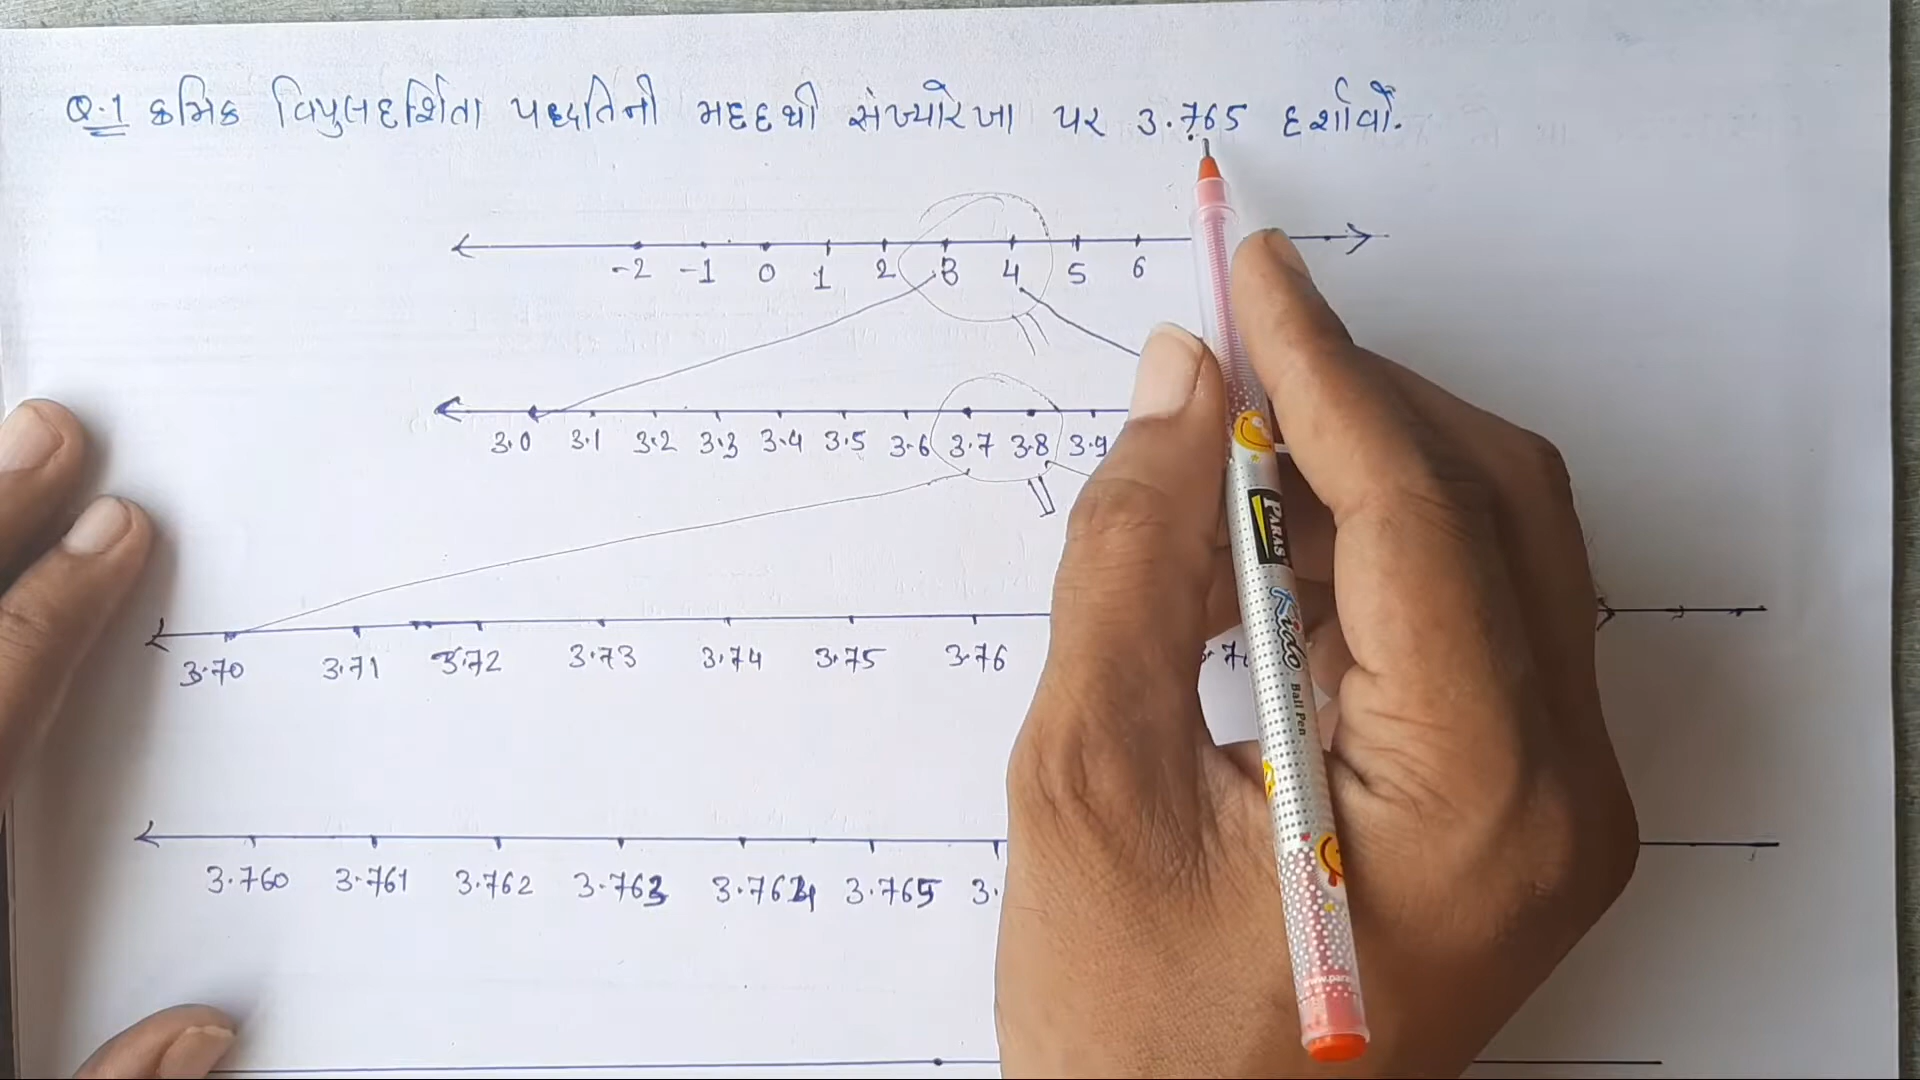 Q.1 ક્રમિક વિપુલદર્શિતા પધ્ધતિની મદદથી સંખ્યારેખા પર 3.765 દર્શાવો.
-2 -1 0 1 2 3 4 5 6
3.0 3.1 3.2 3.3 3.4 3.5 3.6 3.7 3.8 3.9
3.70 3.71 3.72 3.73 3.74 3.75 3.76
3.760 3.761 3.762 3.763 3.764 3.765 3.
PARAS Kido Ball Pen